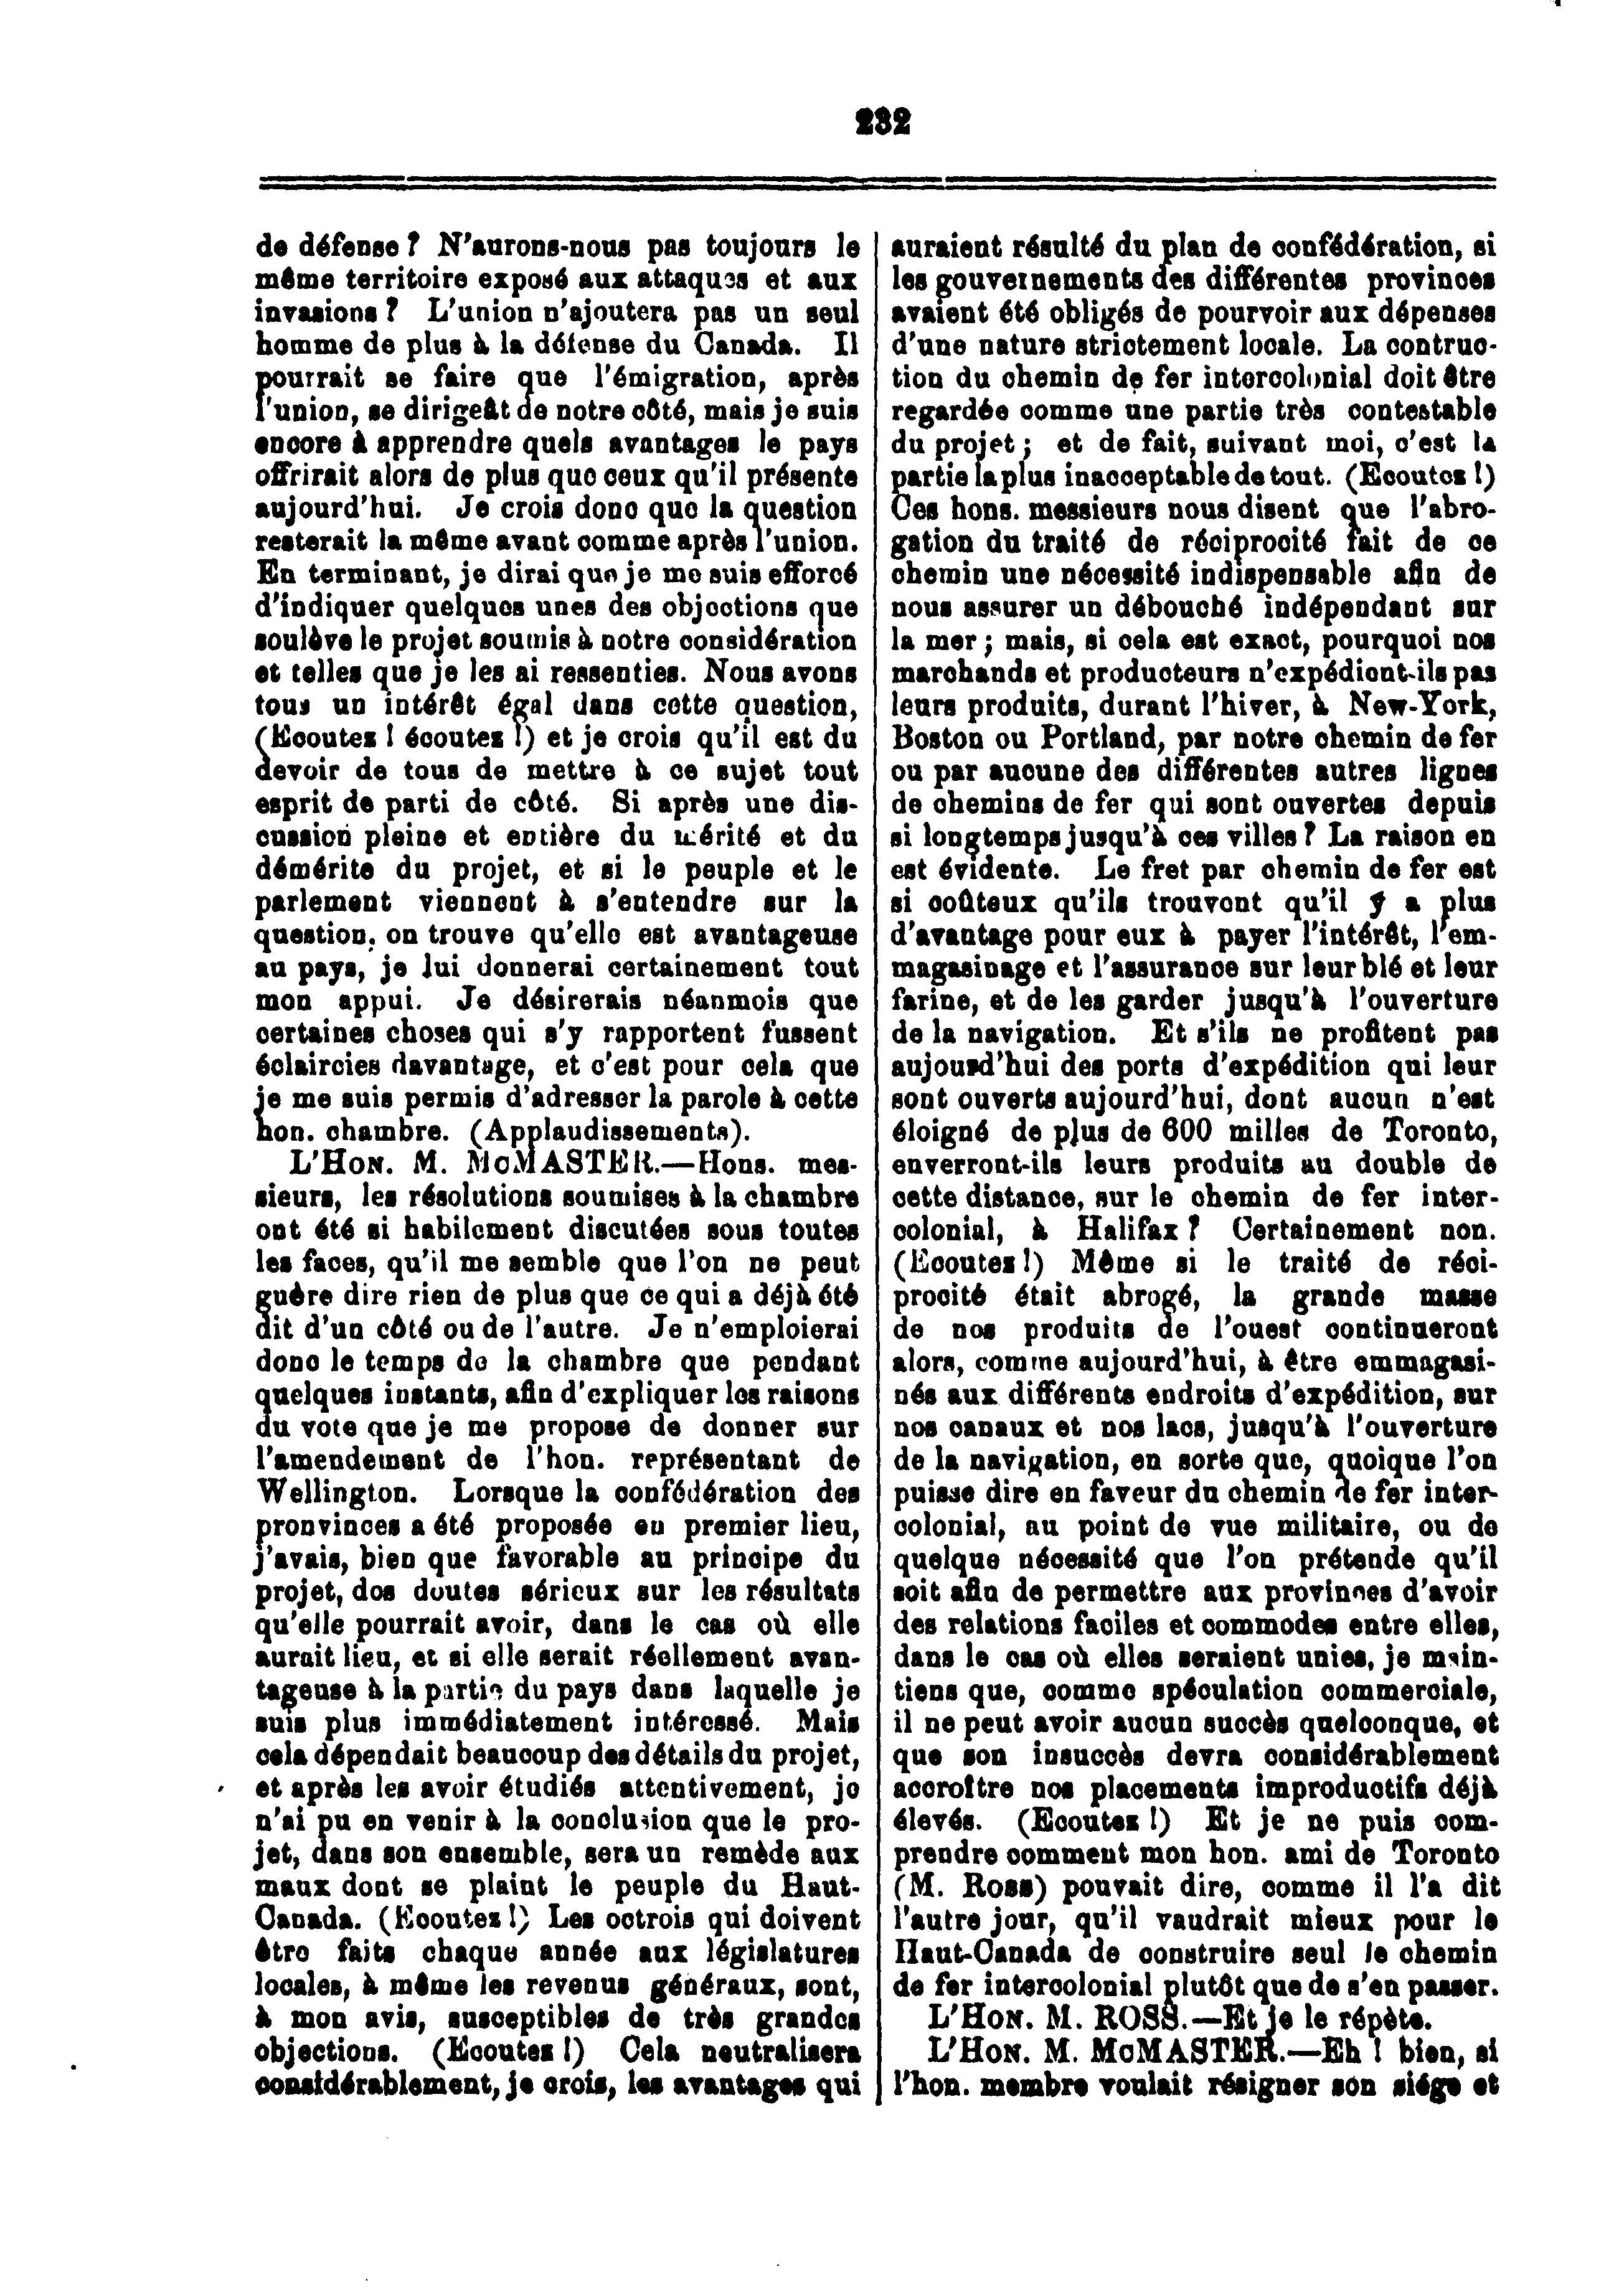 232
de défense ? N'aurons-nous pas toujours le
même territoire exposé aux attaques et aux
invasions ? L'union n'ajoutera pas un seul
homme de plus à la défense du Canada. Il
pourrait se faire que l'émigration, après
l'union, se dirigeât de notre côté, mais je suis
encore à apprendre quels avantages le pays
offrirait alors de plus que ceux qu'il présente
aujourd'hui. Je crois donc que la question
resterait la même avant comme après l'union.
En terminant, je dirai que je me suis efforcé
d'indiquer quelques unes des objections que
soulève le projet soumis à notre considération
et telles que je les ai ressenties. Nous avons
tous un intérêt égal dans cette question,
(Ecoutez ! écoutez !) et je crois qu'il est du
devoir de tous de mettre à ce sujet tout
esprit de parti de côté. Si après une dis-
cussion pleine et entière du mérité et du
démérite du projet, et si le peuple et le
parlement viennent à s'entendre sur la
question, on trouve qu'elle est avantageuse
au pays, je lui donnerai certainement tout
mon appui. Je désirerais néanmois que
certaines choses qui s'y rapportent fussent
éclaircies davantage, et c'est pour cela que
je me suis permis d'adresser la parole à cette
hon. chambre. (Applaudissements).
L'HON. M. McMASTER.—Hons. mes-
sieurs, les résolutions soumises à la chambre
ont été si habilement discutées sous toutes
les faces, qu'il me semble que l'on ne peut
guère dire rien de plus que ce qui a déjà été
dit d'un côté ou de l'autre. Je n'emploierai
donc le temps de la chambre que pendant
quelques instants, afin d'expliquer les raisons
du vote que je me propose de donner sur
l'amendement de l'hon. représentant de
Wellington. Lorsque la confédération des
pronvinces a été proposée en premier lieu,
j'avais, bien que favorable au principe du
projet, des doutes sérieux sur les résultats
qu'elle pourrait avoir, dans le cas où elle
aurait lieu, et si elle serait réellement avan-
tageuse à la partie du pays dans laquelle je
suis plus immédiatement intéressé. Mais
cela dépendait beaucoup des détails du projet,
et après les avoir étudiés attentivement, je
n'ai pu en venir à la conclusion que le pro-
jet, dans son ensemble, sera un remède aux
maux dont se plaint le peuple du Haut-
Canada. (Ecoutez !) Les octrois qui doivent
être faits chaque année aux législatures
locales, à même les revenus généraux, sont,
à mon avis, susceptibles de très grandes
objections. (Ecoutez !) Cela neutralisera
considérablement, je crois, les avantages qui
auraient résulté du plan de confédération, si
les gouvernements des différentes provinces
avaient été obligés de pourvoir aux dépenses
d'une nature strictement locale. La contruc-
tion du chemin de fer intercolonial doit être
regardée comme une partie très contestable
du projet ; et de fait, suivant moi, c'est la
partie la plus inacceptable de tout. (Ecoutez !)
Ces hons. messieurs nous disent que l'abro-
gation du traité de réciprocité fait de ce
chemin une nécessité indispensable afin de
nous assurer un débouché indépendant sur
la mer ; mais, si cela est exact, pourquoi nos
marchands et producteurs n'expédient-ils pas
leurs produits, durant l'hiver, à New-York,
Boston ou Portland, par notre chemin de fer
ou par aucune des différentes autres lignes
de chemins de fer qui sont ouvertes depuis
si longtemps jusqu'à ces villes ? La raison en
est évidente. Le fret par chemin de fer est
si coûteux qu'ils trouvent qu'il y a plus
d'avantage pour eux à payer l'intérêt, l'em-
magasinage et l'assurance sur leur blé et leur
farine, et de les garder jusqu'à l'ouverture
de la navigation. Et s'ils ne profitent pas
aujourd'hui des ports d'expédition qui leur
sont ouverts aujourd'hui, dont aucun n'est
éloigné de plus de 600 milles de Toronto,
enverront-ils leurs produits au double de
cette distance, sur le chemin de fer inter-
colonial, à Halifax ? Certainement non.
(Ecoutez !) Même si le traité de réci-
procité était abrogé, la grande masse
de nos produits de l'ouest continueront
alors, comme aujourd'hui, à être emmagasi-
nés aux différents endroits d'expédition, sur
nos canaux et nos lacs, jusqu'à l'ouverture
de la navigation, en sorte que, quoique l'on
puisse dire en faveur du chemin de fer inter-
colonial, au point de vue militaire, ou de
quelque nécessité que l'on prétende qu'il
soit afin de permettre aux provinces d'avoir
des relations faciles et commodes entre elles,
dans le cas où elles seraient unies, je main-
tiens que, comme spéculation commerciale,
il ne peut avoir aucun succès quelconque, et
que son insuccès devra considérablement
accroître nos placements improductifs déjà
élevés. (Ecoutez !) Et je ne puis com-
prendre comment mon hon. ami de Toronto
(M. Ross) pouvait dire, comme il l'a dit
l'autre jour, qu'il vaudrait mieux pour le
Haut-Canada de construire seul le chemin
de fer intercolonial plutôt que de s'en passer.
L'HON. M. ROSS.—Et je le répète.
L'HON. M. McMASTER.—Eh ! bien, si
l'hon. membre voulait résigner son siége et